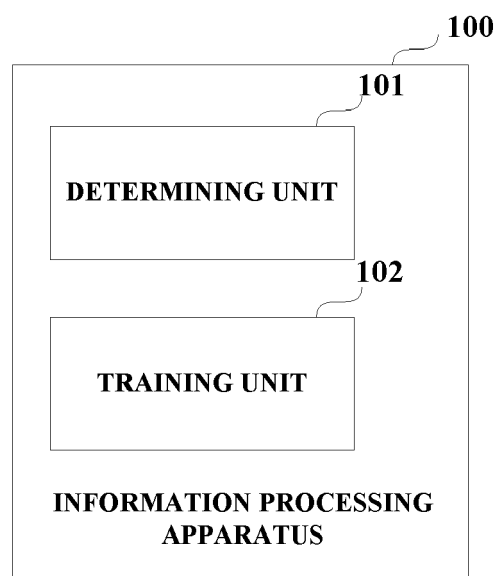 100
101
DETERMINING UNIT
102
TRAINING UNIT
INFORMATION PROCESSING
APPARATUS